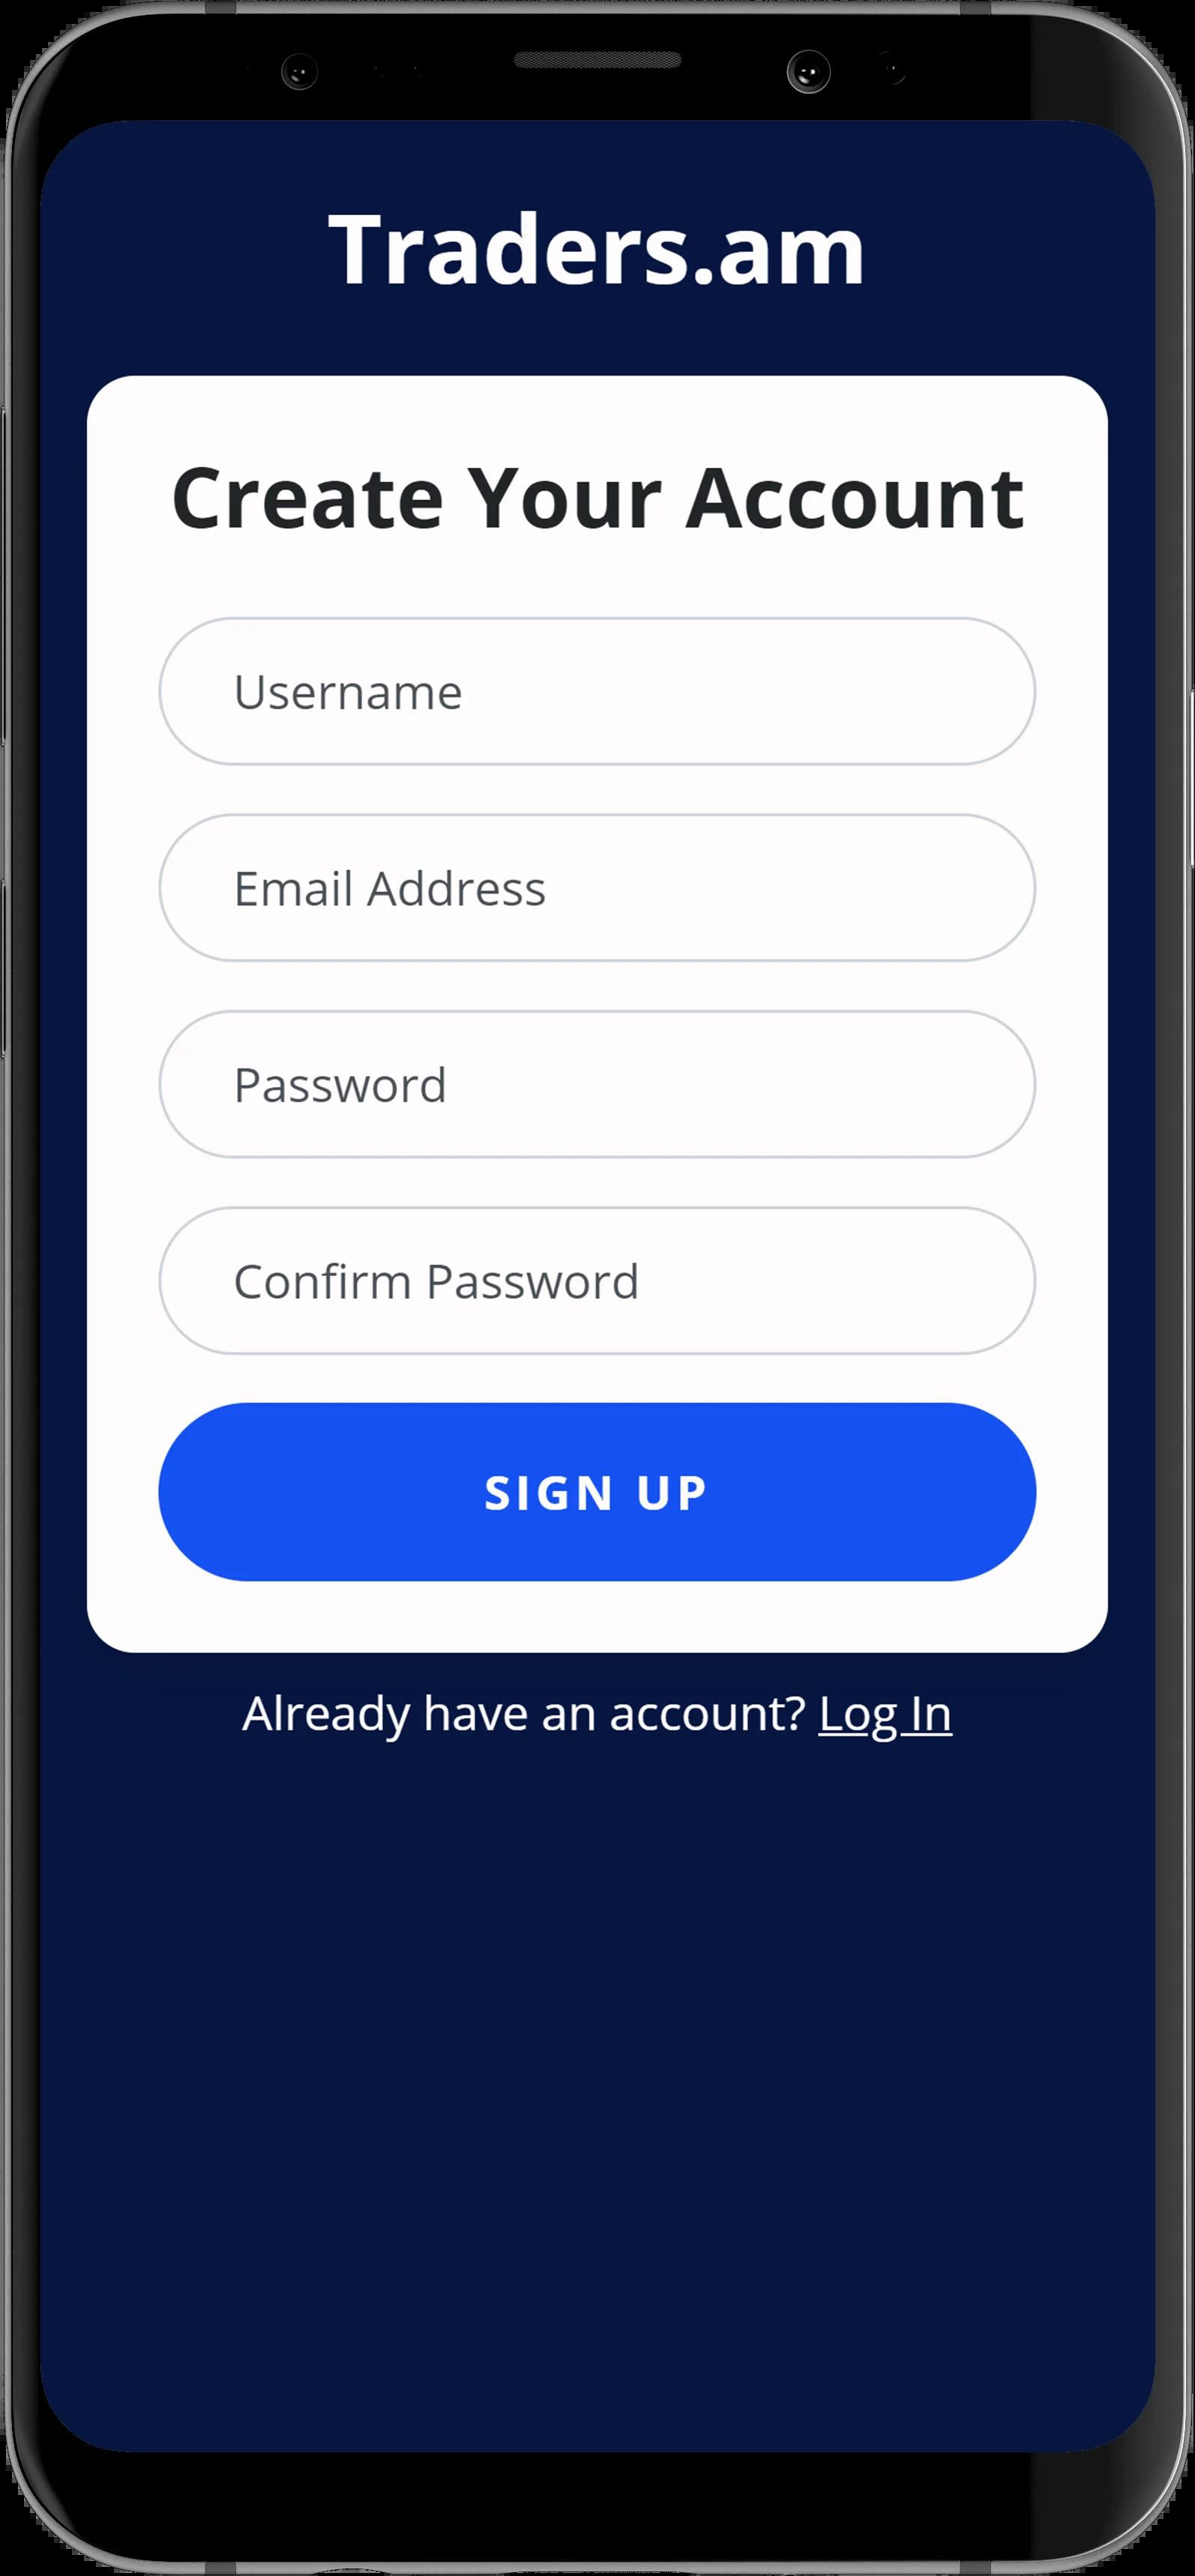 Traders.am
Create Your Account
Username
Email Address
Password
Confirm Password
SIGN UP
Already have an account? Log In